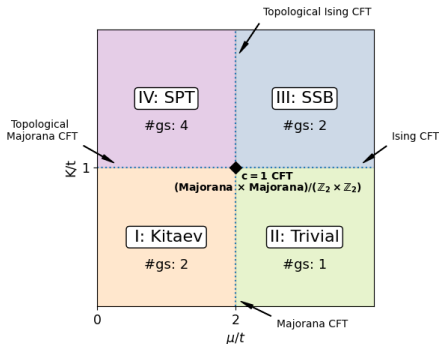 Topological Ising CFT
IV: SPT
#gs: 4
III: SSB
#gs: 2
Topological
Majorana CFT
Ising CFT
K/t
1
c = 1 CFT
(Majorana × Majorana)/(ℤ₂ × ℤ₂)
I: Kitaev
#gs: 2
II: Trivial
#gs: 1
0
2
Majorana CFT
μ/t